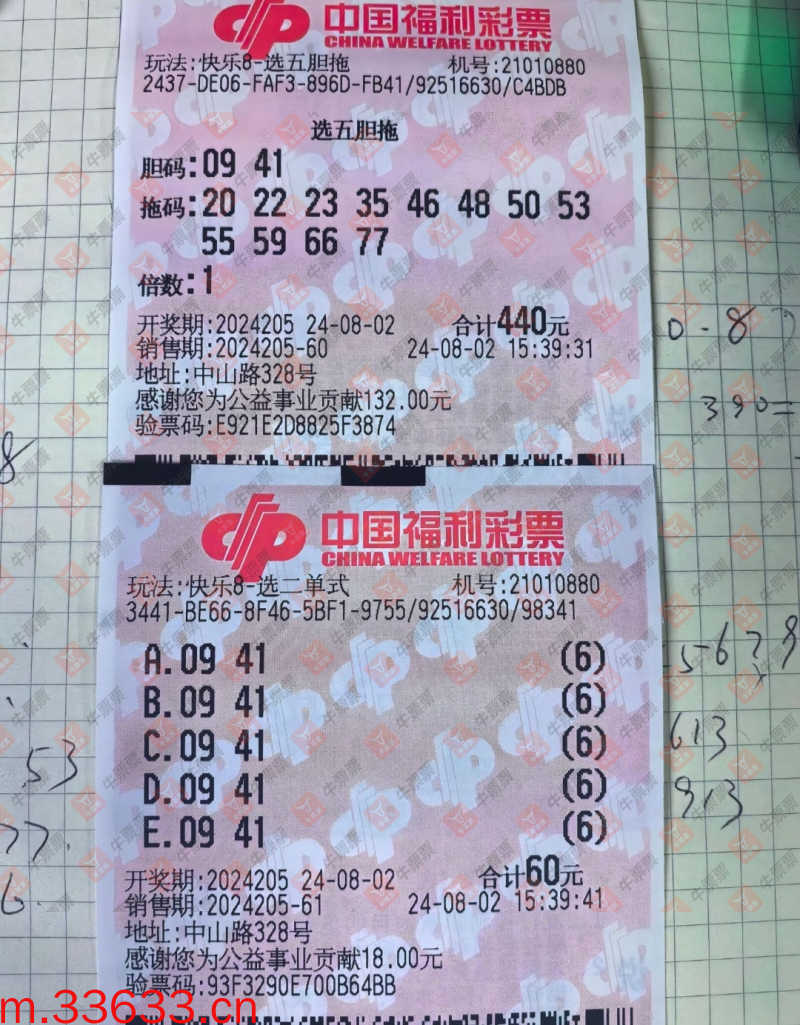 中国福利彩票
CHINA WELFARE LOTTERY
玩法:快乐8-选五胆拖 机号:21010880
2437-DE06-FAF3-896D-FB41/92516630/C4BDB
选五胆拖
胆码:09 41
拖码:20 22 23 35 46 48 50 53
55 59 66 77
倍数:1
开奖期:2024205 24-08-02 合计440元
销售期:2024205-60 24-08-02 15:39:31
地址:中山路328号
感谢您为公益事业贡献132.00元
验票码:E921E2D8825F3874
中国福利彩票
CHINA WELFARE LOTTERY
玩法:快乐8-选二单式 机号:21010880
3441-BE66-8F46-5BF1-9755/92516630/98341
A.09 41 (6)
B.09 41 (6)
C.09 41 (6)
D.09 41 (6)
E.09 41 (6)
开奖期:2024205 24-08-02 合计60元
销售期:2024205-61 24-08-02 15:39:41
地址:中山路328号
感谢您为公益事业贡献18.00元
验票码:93F3290E700B64BB
m.33633.cn
390=
53
77.
613
913
牛票票